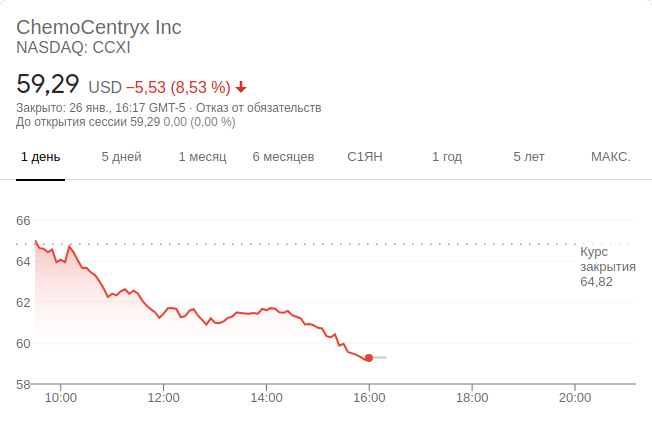 ChemoCentryx Inc
NASDAQ: CCXI
59,29 USD −5,53 (8,53 %)
Закрыто: 26 янв., 16:17 GMT-5 · Отказ от обязательств
До открытия сессии 59,29 0,00 (0,00 %)
1 день 5 дней 1 месяц 6 месяцев С1ЯН 1 год 5 лет МАКС.
66
64
62
60
58
Курс
закрытия
64,82
10:00 12:00 14:00 16:00 18:00 20:00